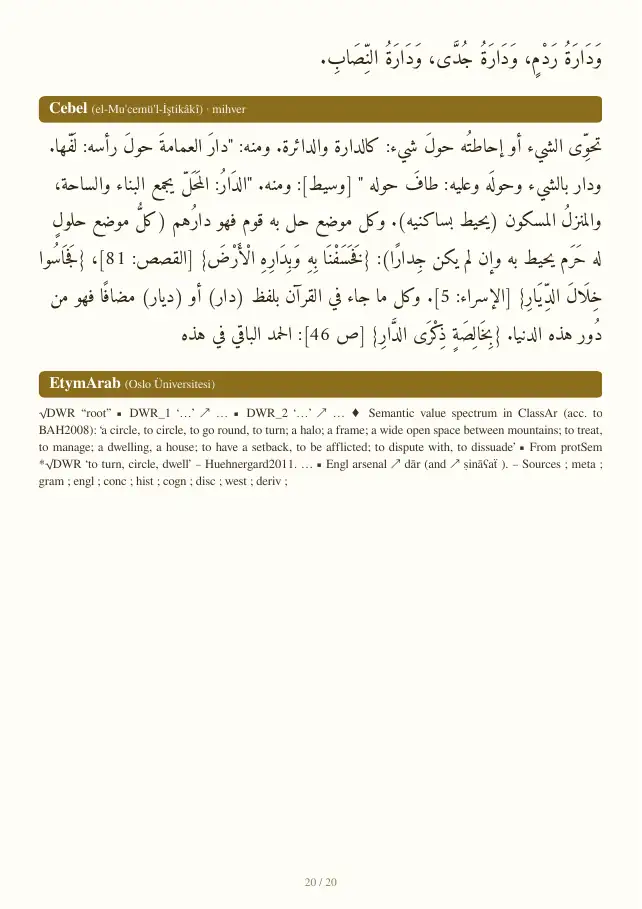 وَدَارَةُ رَدْمٍ، وَدَارَةُ جُدَّى، وَدَارَةُ النِّصَابِ.
Cebel (el-Mu'cemü'l-İştikâkî) · mihver
تحوّى الشيء أو إحاطتُه حولَ شيء: كالدارة والدائرة. ومنه: "دارَ العمامةَ حولَ رأسه: لَفّها.
ودار بالشيء وحولَه وعليه: طافَ حوله " [وسيط]: ومنه. "الدَارُ: المَحَلّ يجمع البناء والساحة،
والمنزلُ المسكون (يحيط بساكنيه). وكل موضع حل به قوم فهو دارُهم (كلُّ موضع حلولٍ
له حَرَم يحيط به وإن لم يكن جِدارًا): {فَخَسَفْنَا بِهِ وَبِدَارِهِ الْأَرْضَ} [القصص: 81]، {فَجَاسُوا
خِلَالَ الدِّيَارِ} [الإسراء: 5]. وكل ما جاء في القرآن بلفظ (دار) أو (ديار) مضافًا فهو من
دُور هذه الدنيا. {بِخَالِصَةٍ ذِكْرَى الدَّارِ} [ص 46]: الحمد الباقي في هذه
EtymArab (Oslo Üniversitesi)
√DWR “root” ▪ DWR_1 ‘…’ ↗ … ▪ DWR_2 ‘…’ ↗ … ♦ Semantic value spectrum in ClassAr (acc. to
BAH2008): ‘a circle, to circle, to go round, to turn; a halo; a frame; a wide open space between mountains; to treat,
to manage; a dwelling, a house; to have a setback, to be afflicted; to dispute with, to dissuade’ ▪ From protSem
*√DWR ‘to turn, circle, dwell’ – Huehnergard2011. … ▪ Engl arsenal ↗ dār (and ↗ ṣināʕaẗ ). – Sources ; meta ;
gram ; engl ; conc ; hist ; cogn ; disc ; west ; deriv ;
20 / 20